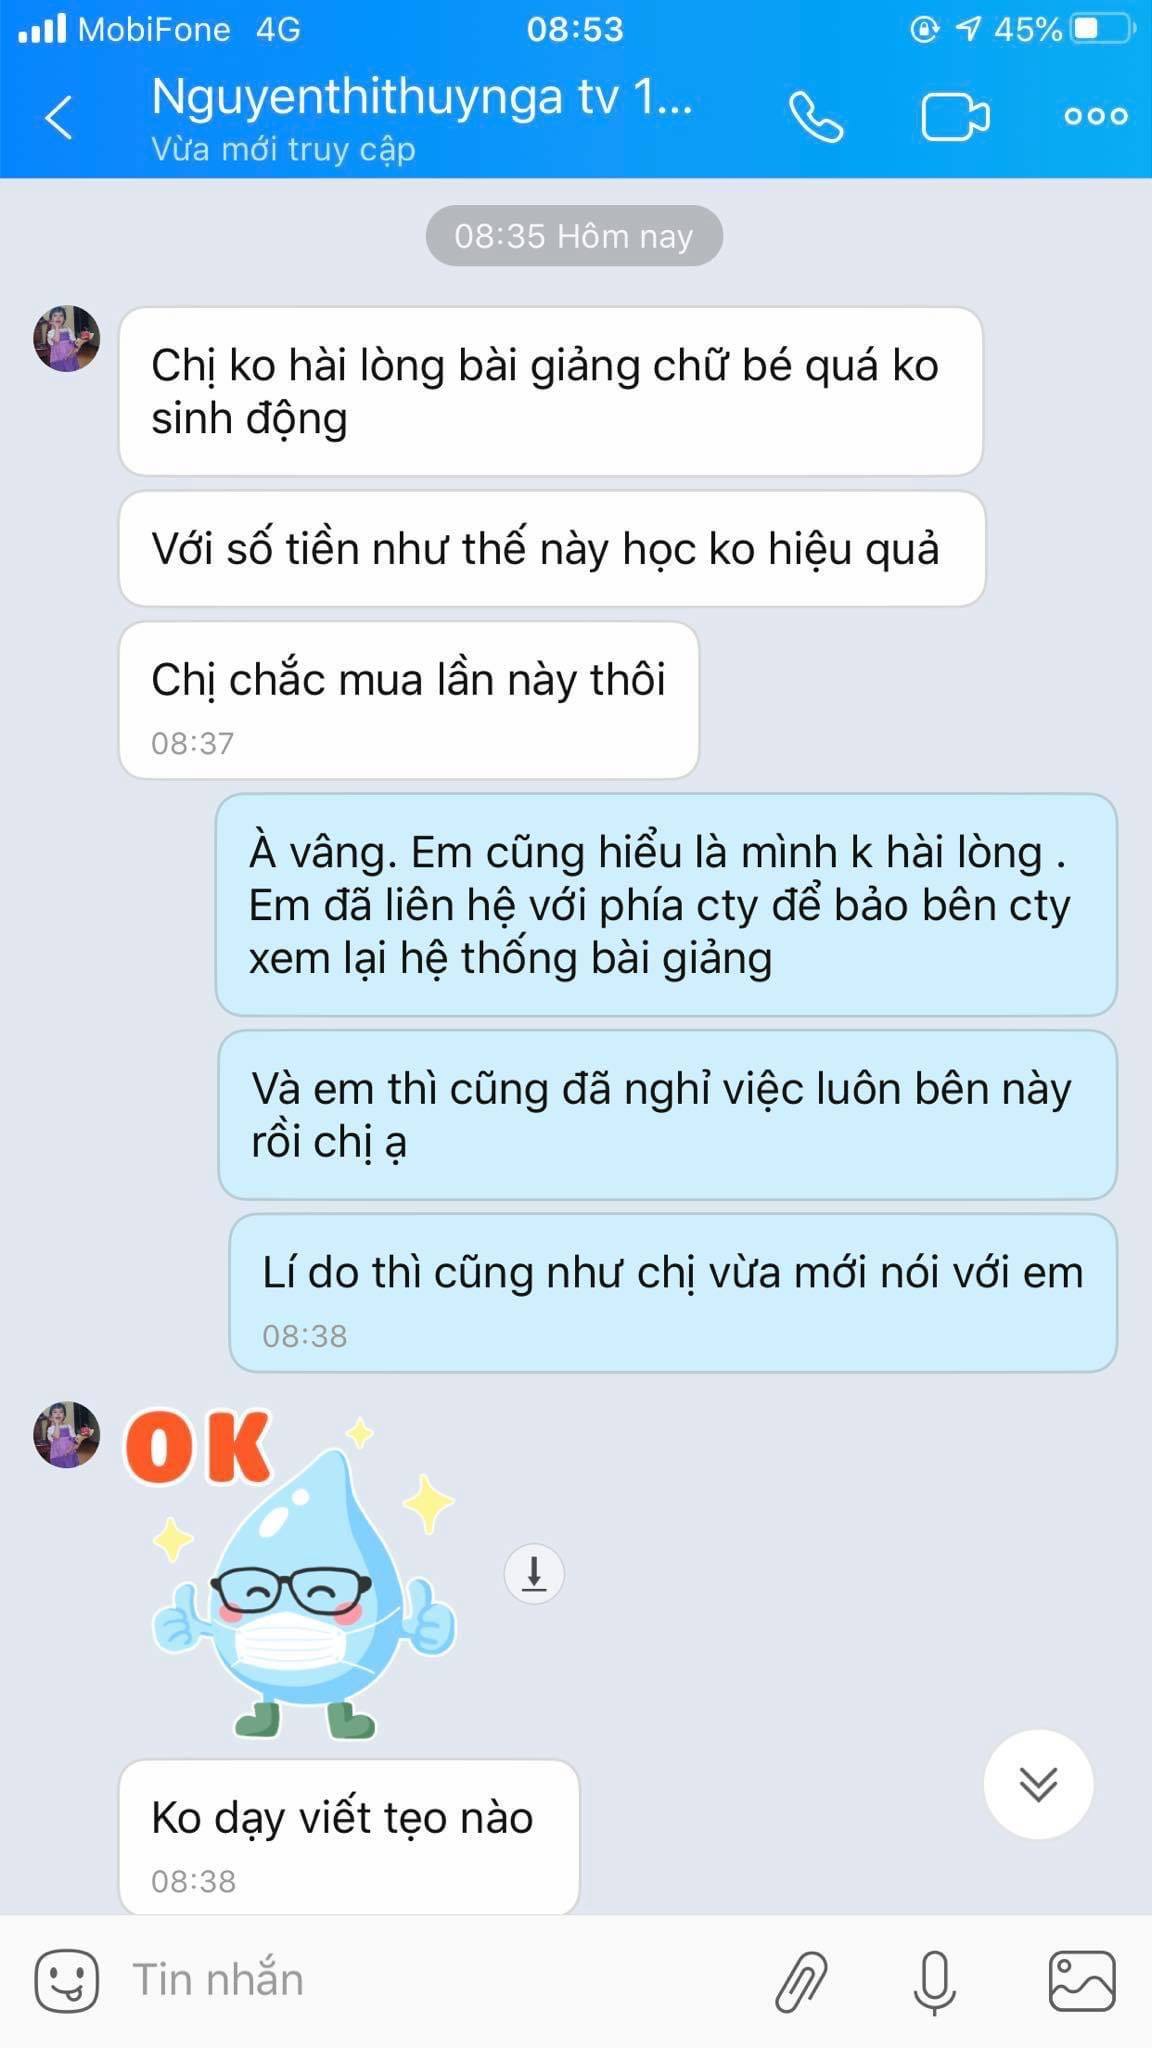 MobiFone 4G 08:53 45%
Nguyenthithuynga tv 1...
Vừa mới truy cập
08:35 Hôm nay
Chị ko hài lòng bài giảng chữ bé quá ko
sinh động
Với số tiền như thế này học ko hiệu quả
Chị chắc mua lần này thôi
08:37
À vâng. Em cũng hiểu là mình k hài lòng .
Em đã liên hệ với phía cty để bảo bên cty
xem lại hệ thống bài giảng
Và em thì cũng đã nghỉ việc luôn bên này
rồi chị ạ
Lí do thì cũng như chị vừa mới nói với em
08:38
OK
Ko dạy viết tẹo nào
08:38
Tin nhắn